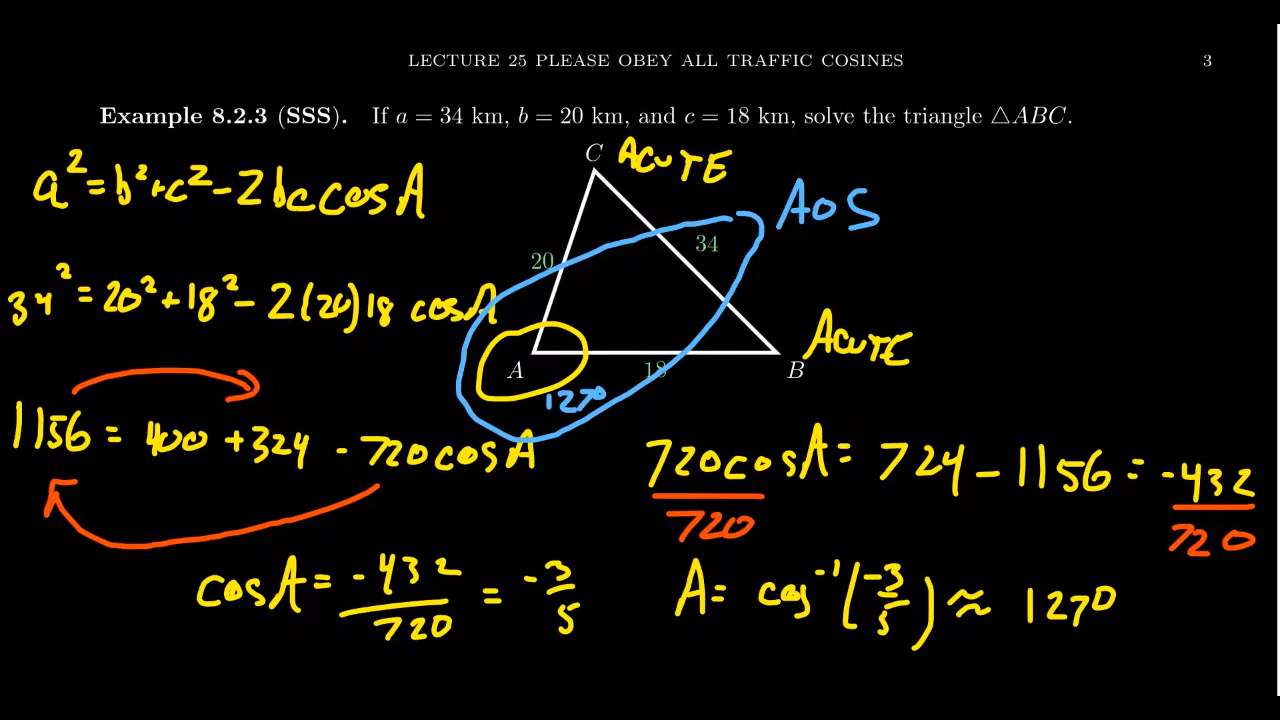 LECTURE 25 PLEASE OBEY ALL TRAFFIC COSINES 3
Example 8.2.3 (SSS). If a = 34 km, b = 20 km, and c = 18 km, solve the triangle △ABC.
a² = b² + c² - 2bc cos A
C ACUTE
AOS
20
34
34² = 20² + 18² - 2(20)18 cos A
A
18
B ACUTE
127°
1156 = 400 + 324 - 720 cos A
720 cos A = 724 - 1156 = -432
720 720
cos A = -432/720 = -3/5
A = cos⁻¹(-3/5) ≈ 127°